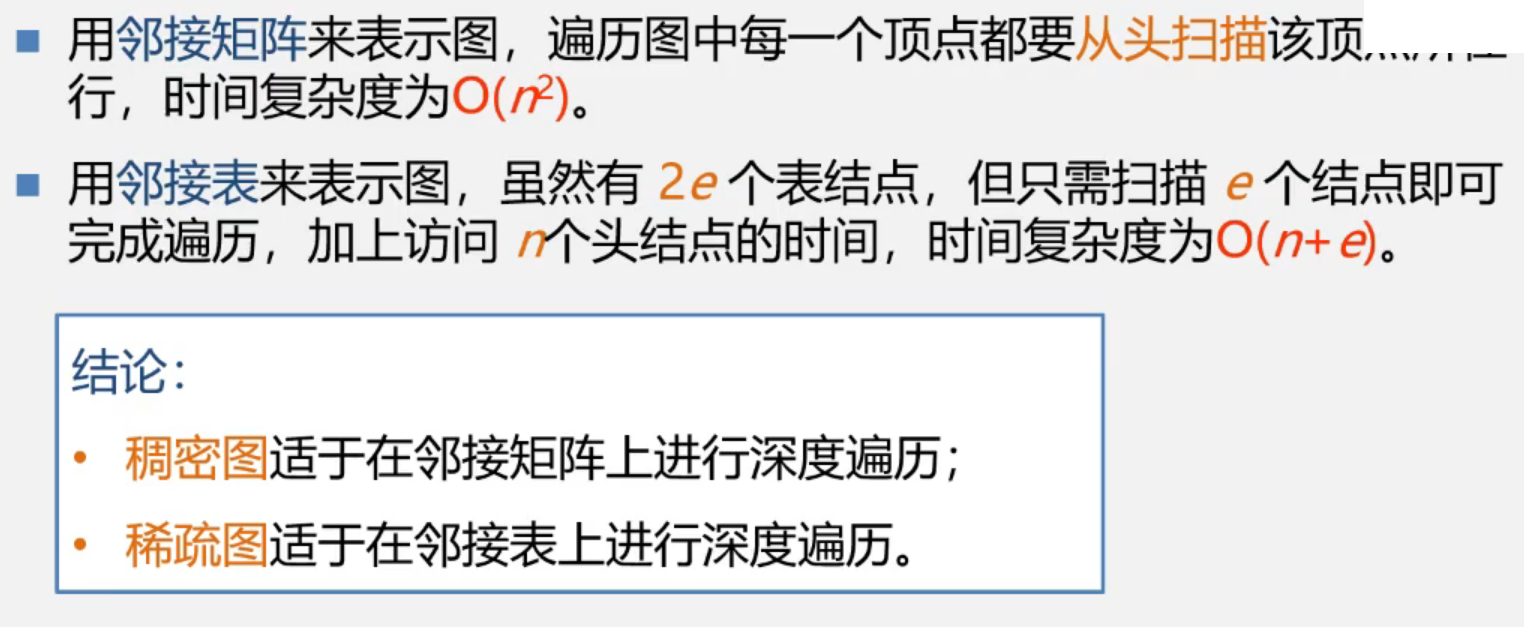 用邻接矩阵来表示图，遍历图中每一个顶点都要从头扫描该顶
行，时间复杂度为O(n²)。
用邻接表来表示图，虽然有 2e 个表结点，但只需扫描 e 个结点即可
完成遍历，加上访问 n个头结点的时间，时间复杂度为O(n+e)。
结论：
• 稠密图适于在邻接矩阵上进行深度遍历；
• 稀疏图适于在邻接表上进行深度遍历。